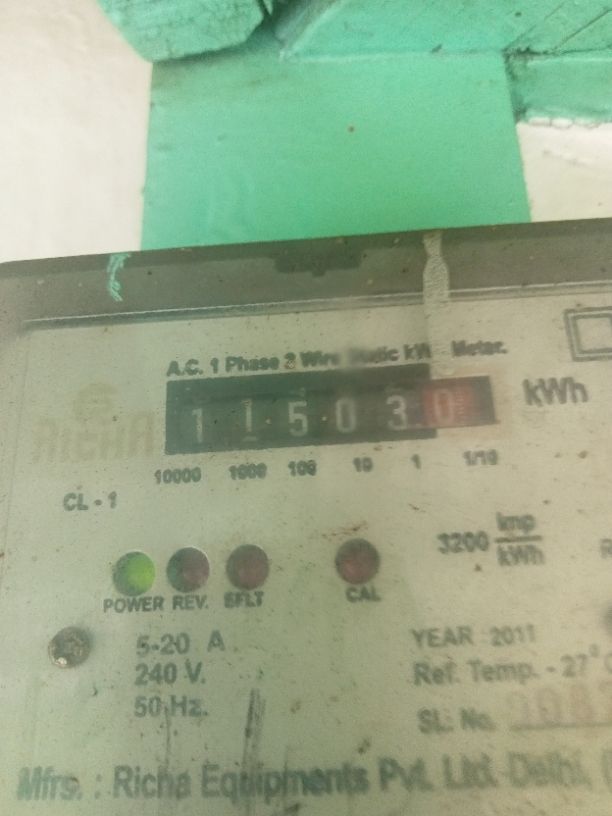 A.C. 1 Phase 2 Wire Static kWh Meter.
1 1 5 0 3 0 kWh
10000 1000 100 10 1 1/10
RICHA
CL - 1
3200 imp/kWh
POWER REV. EFLT CAL
5-20 A
240 V.
50 Hz.
YEAR : 2011
Ref. Temp. - 27°
SL. No.
Mfrs. : Richa Equipments Pvt. Ltd. Delhi,